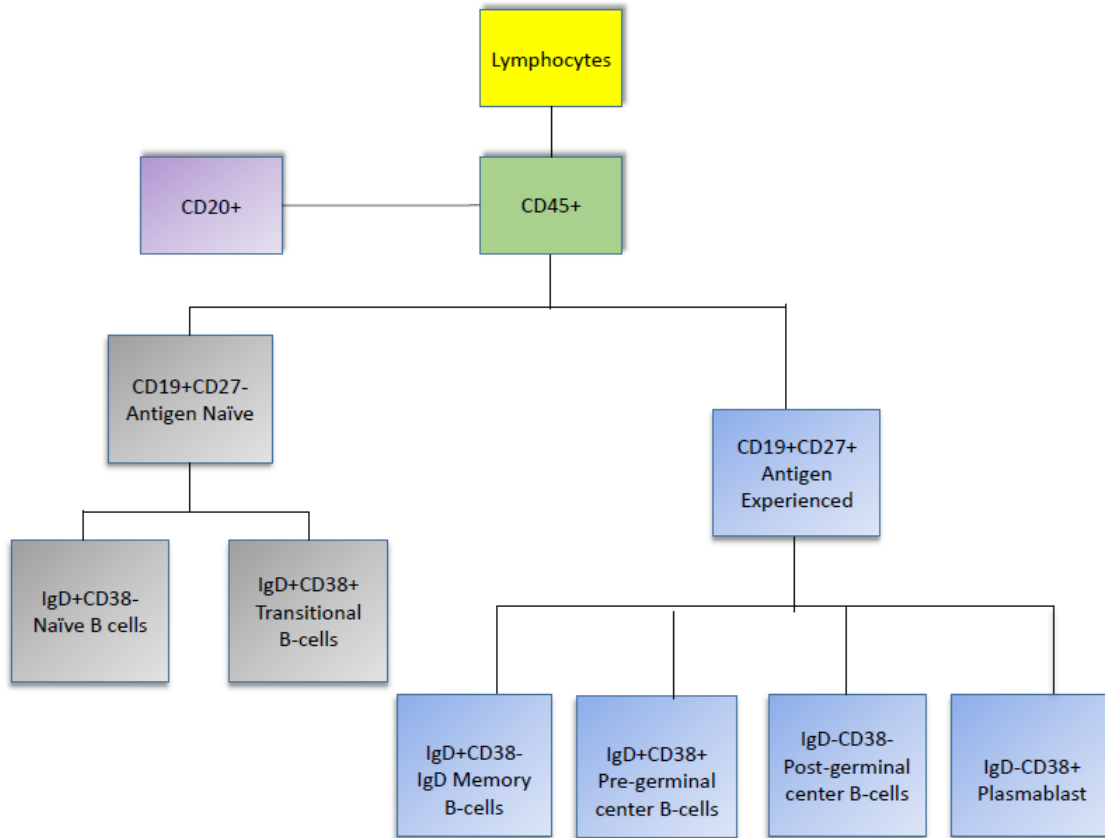 Lymphocytes
CD20+
CD45+
CD19+CD27-
Antigen Naïve
CD19+CD27+
Antigen
Experienced
IgD+CD38-
Naïve B cells
IgD+CD38+
Transitional
B-cells
IgD+CD38-
IgD Memory
B-cells
IgD+CD38+
Pre-germinal
center B-cells
IgD-CD38-
Post-germinal
center B-cells
IgD-CD38+
Plasmablast